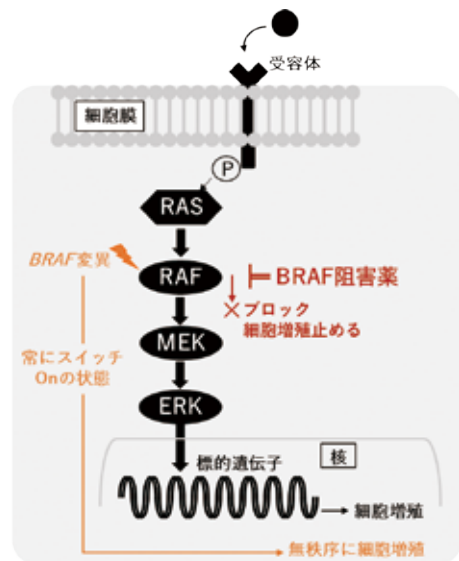 受容体
細胞膜
P
RAS
BRAF変異
RAF
BRAF阻害薬
×ブロック
細胞増殖止める
MEK
常にスイッチ
Onの状態
ERK
標的遺伝子
核
細胞増殖
無秩序に細胞増殖